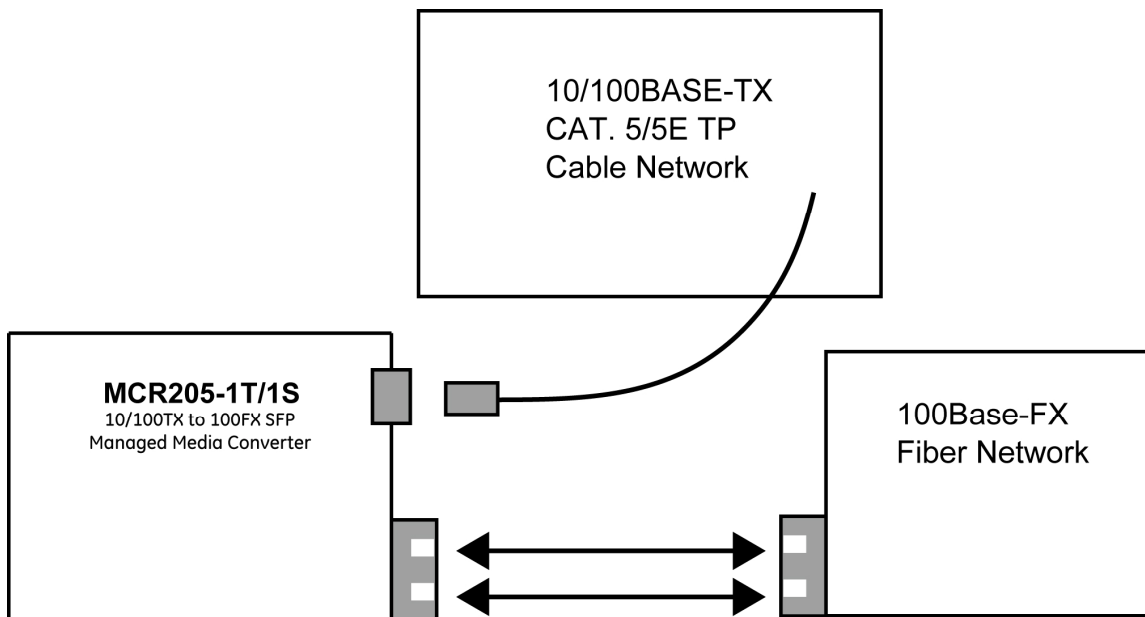 10/100BASE-TX
CAT. 5/5E TP
Cable Network
MCR205-1T/1S
10/100TX to 100FX SFP
Managed Media Converter
100Base-FX
Fiber Network